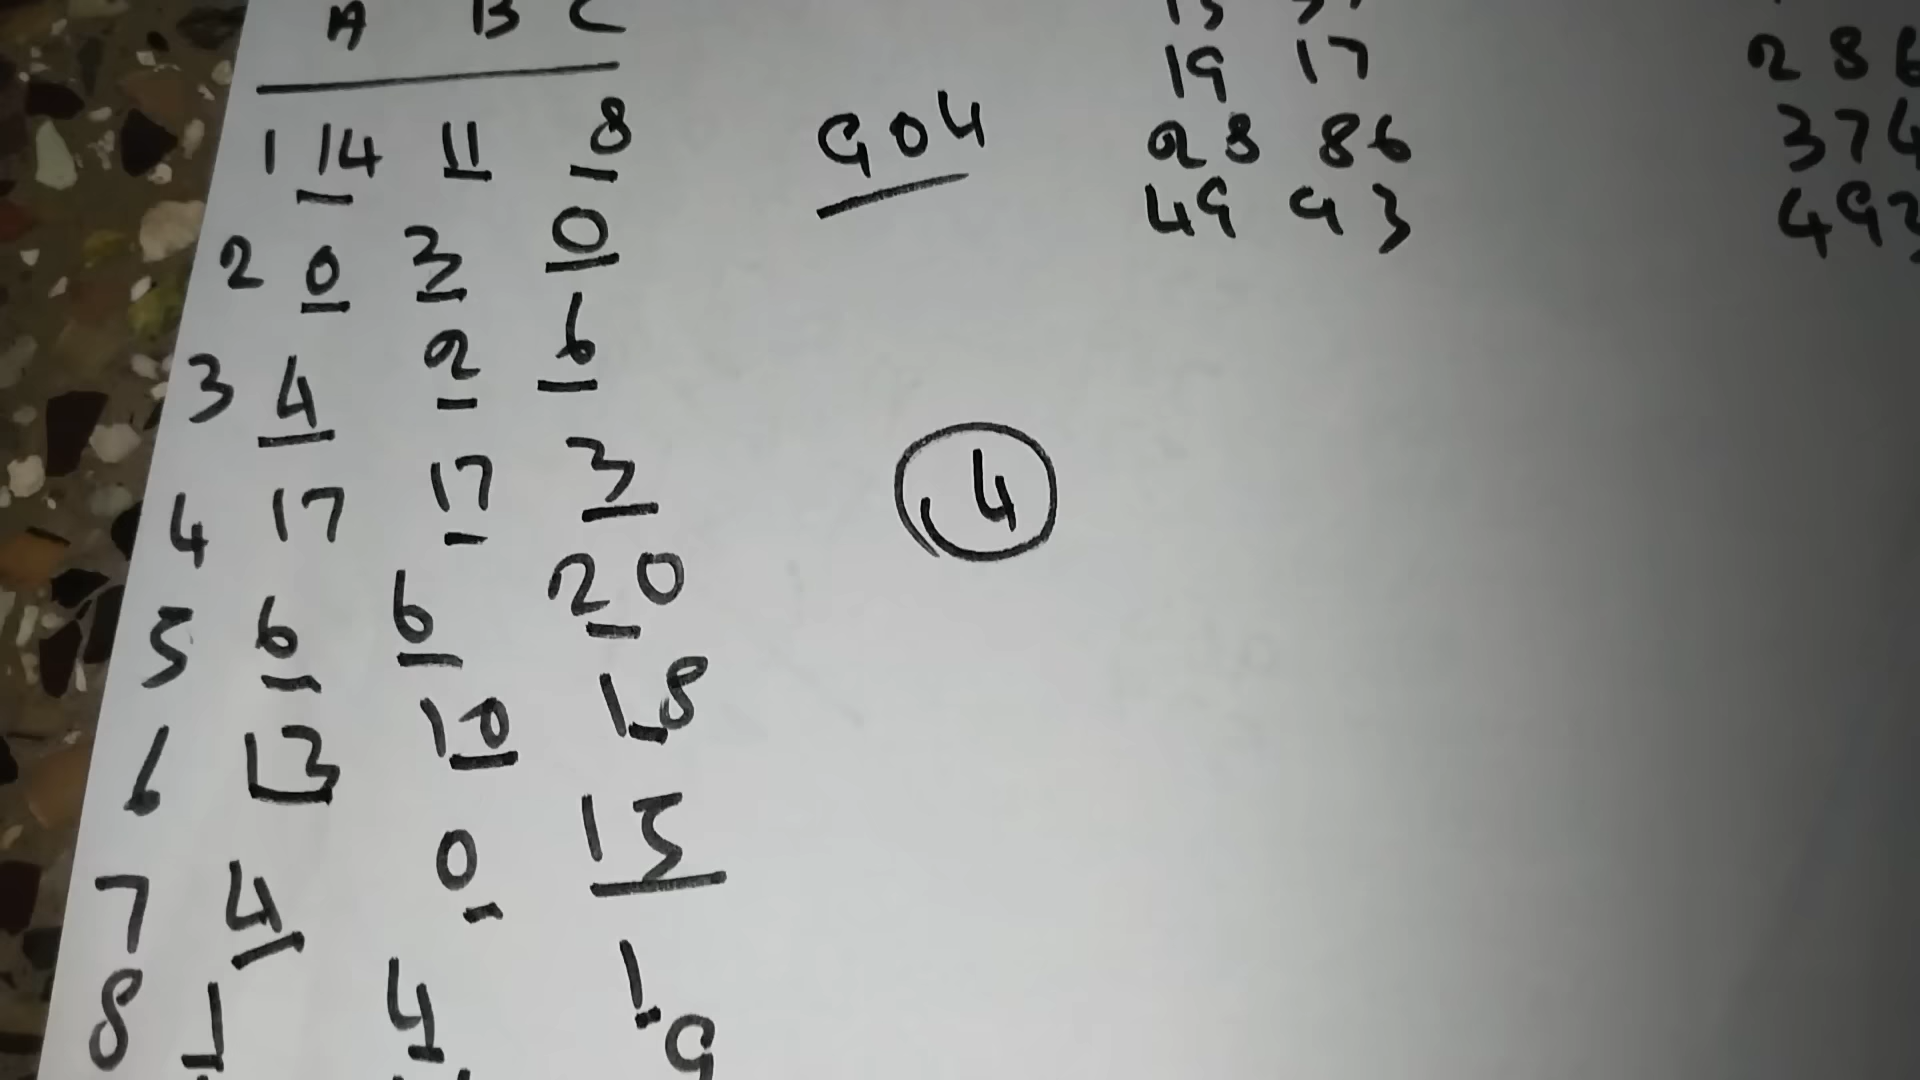 A B C
1 14 11 8
2 0 3 0
3 4 2 6
4 17 17 3
5 6 6 20
6 13 10 18
7 4 0 15
8 1 4 19
904
4
19 17
28 86
49 93
286
374
493